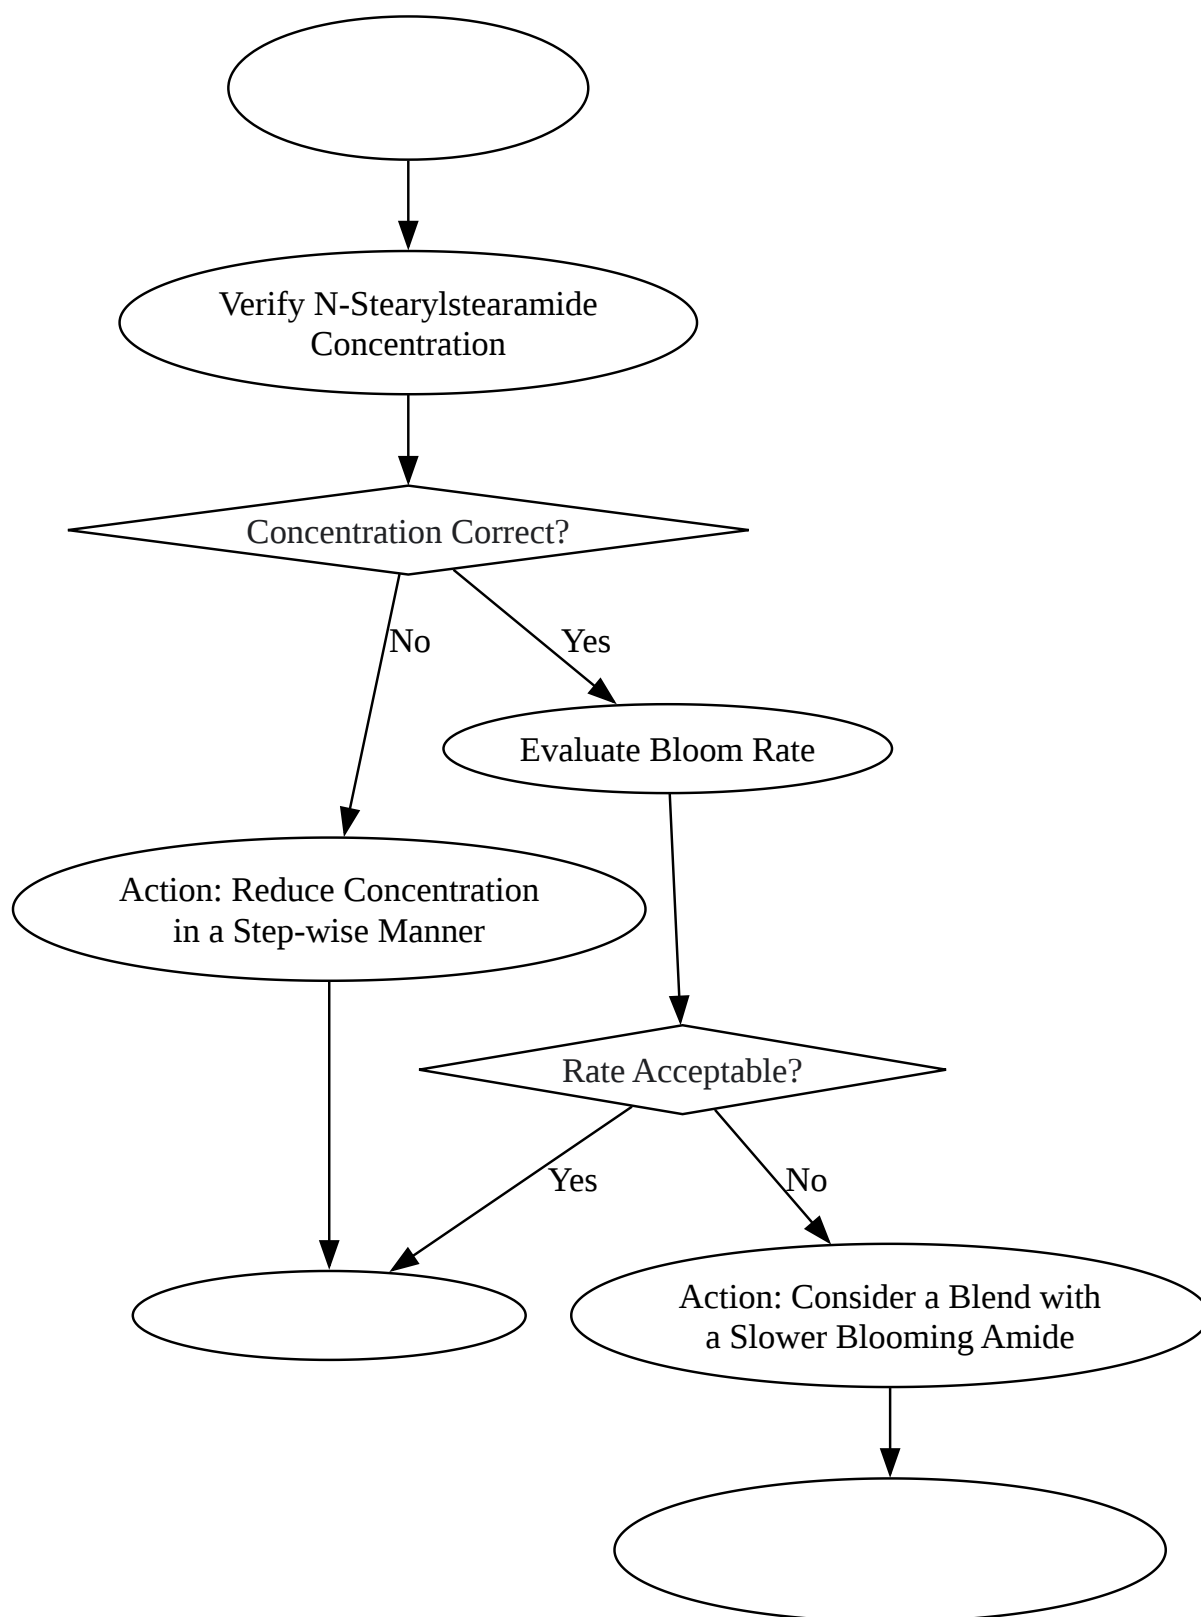 Verify N-Stearylstearamide
Concentration
Concentration Correct?
No
Yes
Evaluate Bloom Rate
Action: Reduce Concentration
in a Step-wise Manner
Rate Acceptable?
Yes
No
Action: Consider a Blend with
a Slower Blooming Amide